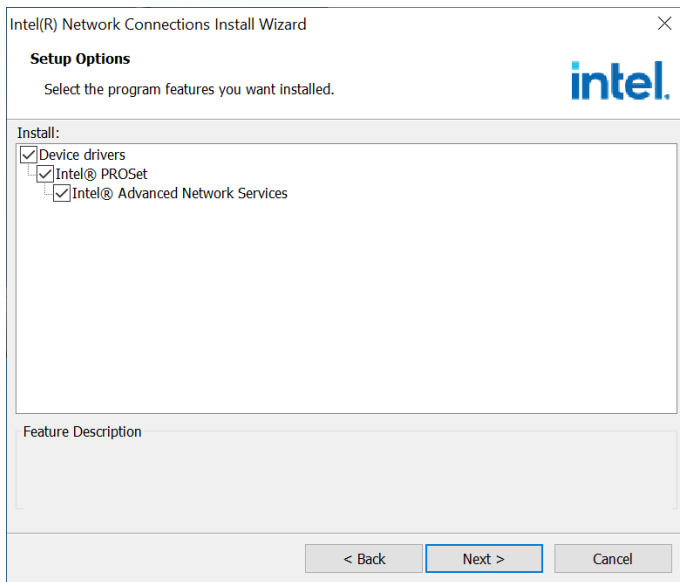 Intel(R) Network Connections Install Wizard
Setup Options
Select the program features you want installed.
intel.
Install:
Device drivers
Intel® PROSet
Intel® Advanced Network Services
Feature Description
< Back
Next >
Cancel